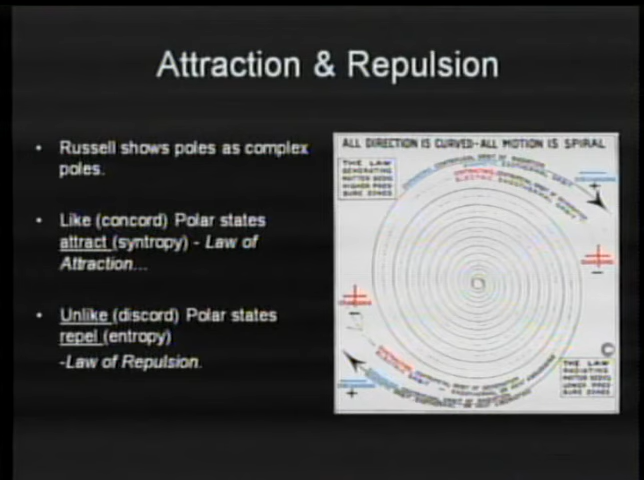 Attraction & Repulsion
• Russell shows poles as complex
poles.
• Like (concord) Polar states
attract (syntropy) - Law of
Attraction...
• Unlike (discord) Polar states
repel (entropy)
-Law of Repulsion.
ALL DIRECTION IS CURVED-ALL MOTION IS SPIRAL
THE LAW
GENERATING
MATTER SEEKS
HIGHER PRES
SURE ZONES
+
−
−
+
©
THE LAW
RADIATING
MATTER SEEKS
LOWER PRES
SURE ZONES